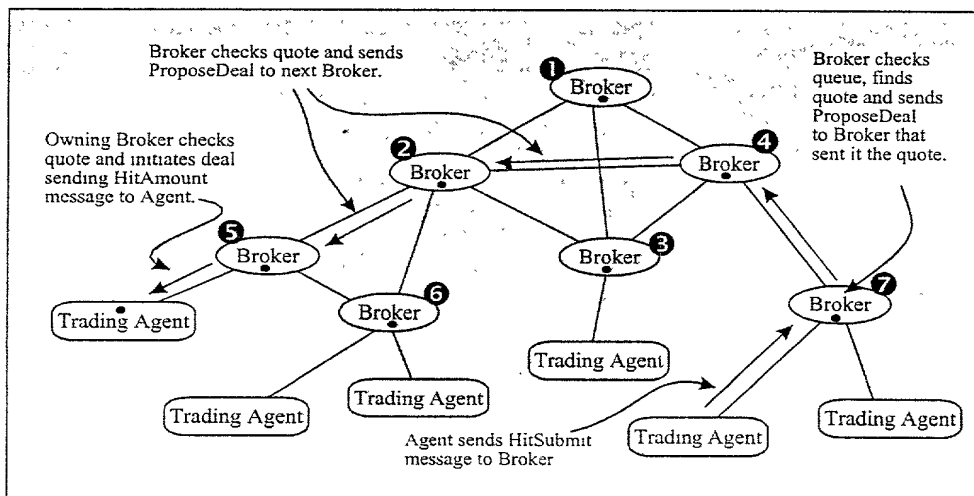 Broker checks quote and sends
ProposeDeal to next Broker.
Broker checks
queue, finds
quote and sends
ProposeDeal
to Broker that
sent it the quote.
Owning Broker checks
quote and initiates deal
sending HitAmount
message to Agent.
1
Broker
2
Broker
4
Broker
5
Broker
3
Broker
6
Broker
7
Broker
Trading Agent
Trading Agent
Trading Agent
Trading Agent
Trading Agent
Trading Agent
Agent sends HitSubmit
message to Broker